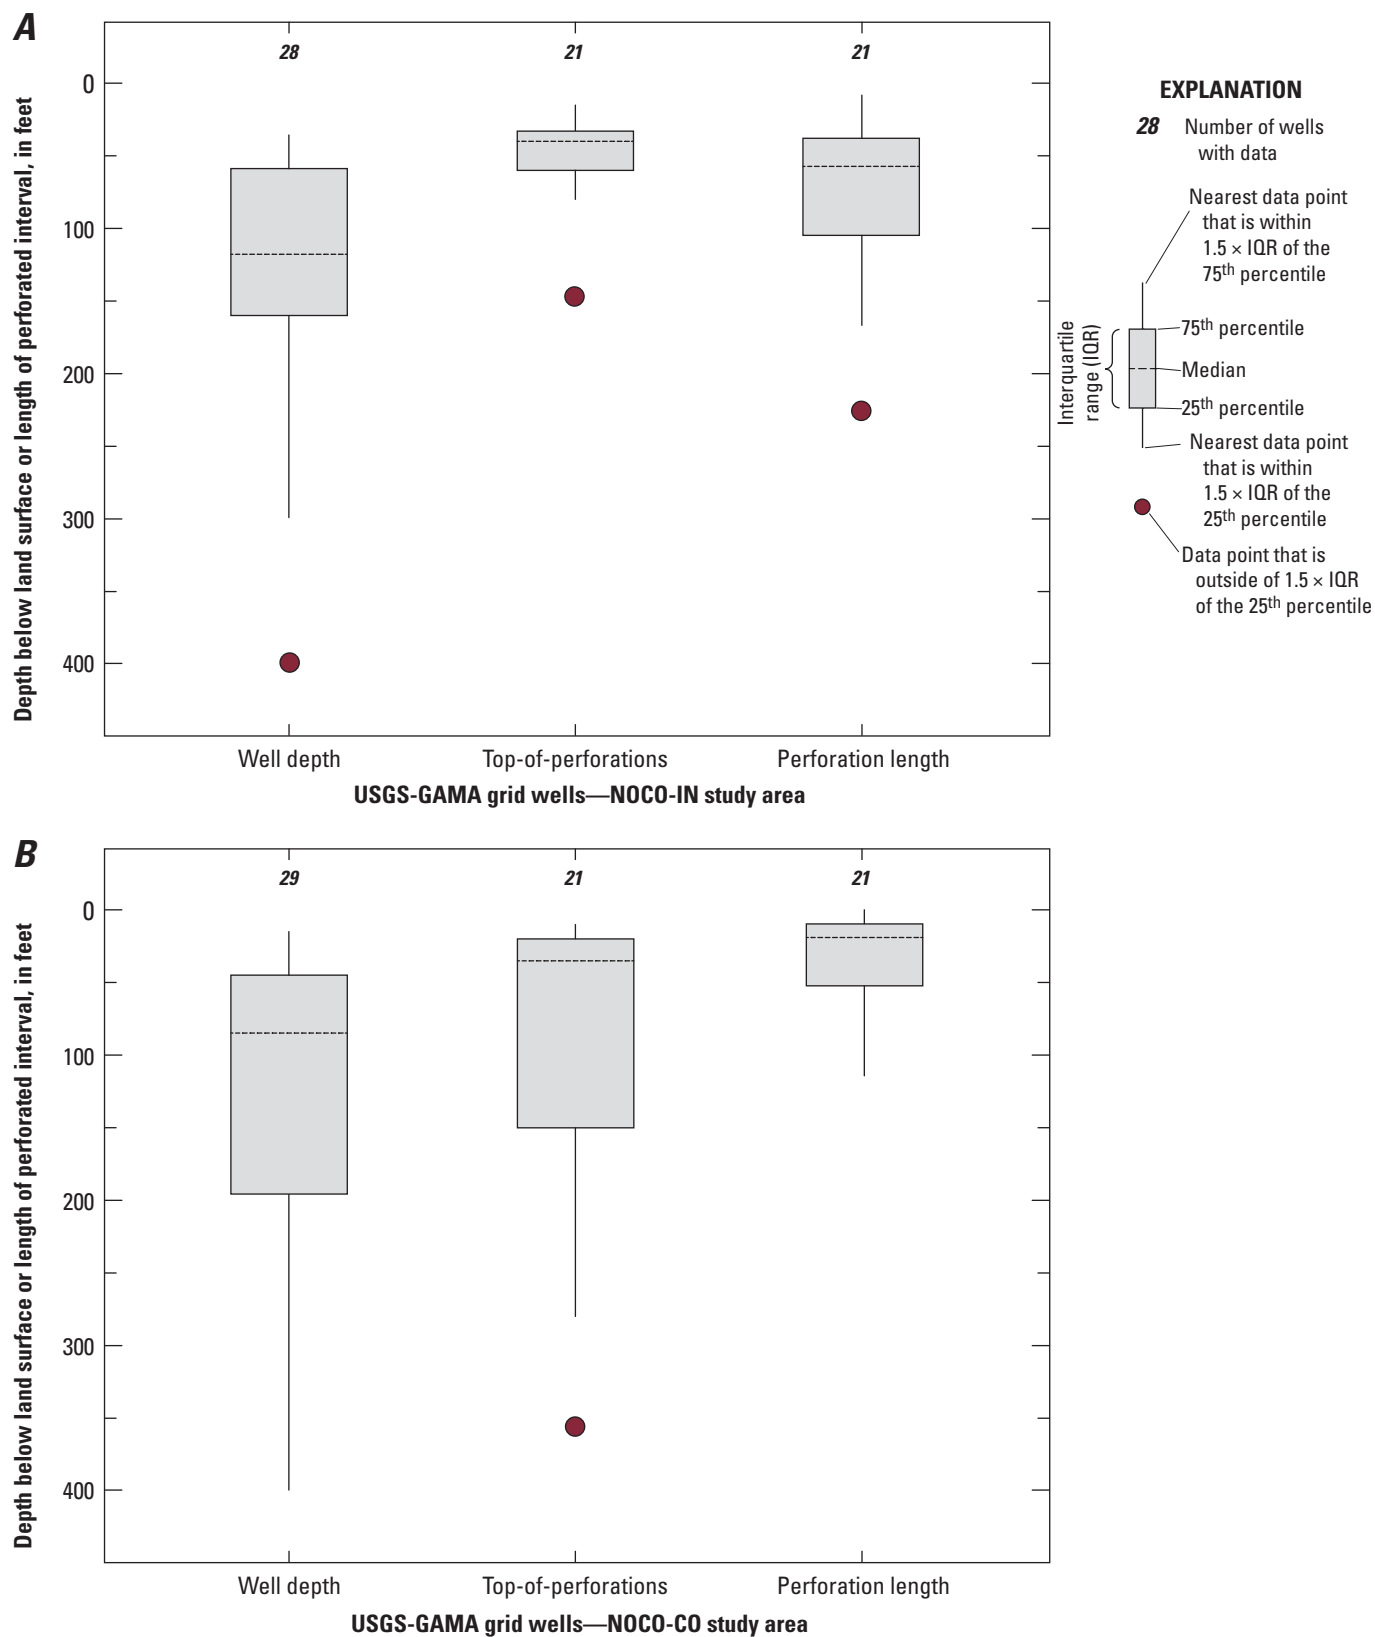 A
28
21
21
0
100
200
300
400
Depth below land surface or length of perforated interval, in feet
Well depth
Top-of-perforations
Perforation length
USGS-GAMA grid wells—NOCO-IN study area
EXPLANATION
28 Number of wells
with data
Nearest data point
that is within
1.5 × IQR of the
75th percentile
Interquartile
range (IQR)
75th percentile
Median
25th percentile
Nearest data point
that is within
1.5 × IQR of the
25th percentile
Data point that is
outside of 1.5 × IQR
of the 25th percentile
B
29
21
21
0
100
200
300
400
Depth below land surface or length of perforated interval, in feet
Well depth
Top-of-perforations
Perforation length
USGS-GAMA grid wells—NOCO-CO study area